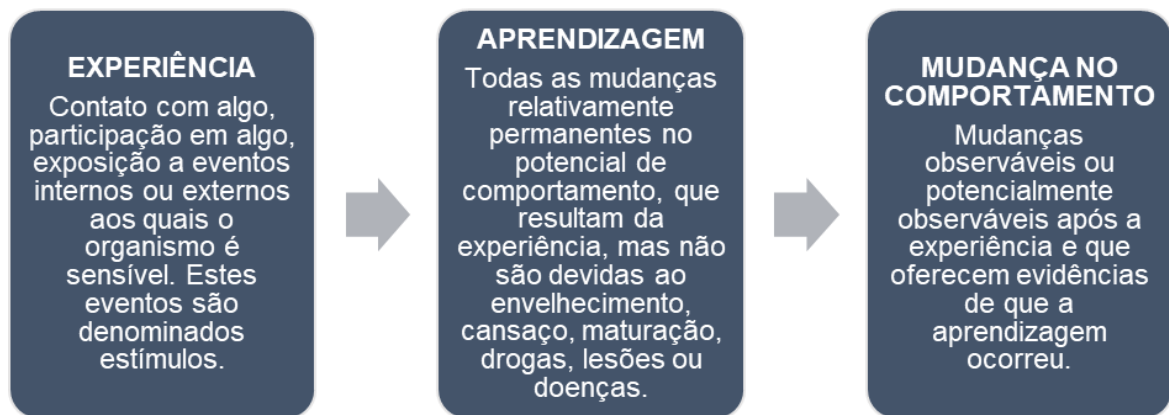 EXPERIÊNCIA
Contato com algo,
participação em algo,
exposição a eventos
internos ou externos
aos quais o
organismo é
sensível. Estes
eventos são
denominados
estímulos.
APRENDIZAGEM
Todas as mudanças
relativamente
permanentes no
potencial de
comportamento, que
resultam da
experiência, mas não
são devidas ao
envelhecimento,
cansaço, maturação,
drogas, lesões ou
doenças.
MUDANÇA NO
COMPORTAMENTO
Mudanças
observáveis ou
potencialmente
observáveis após a
experiência e que
oferecem evidências
de que a
aprendizagem
ocorreu.